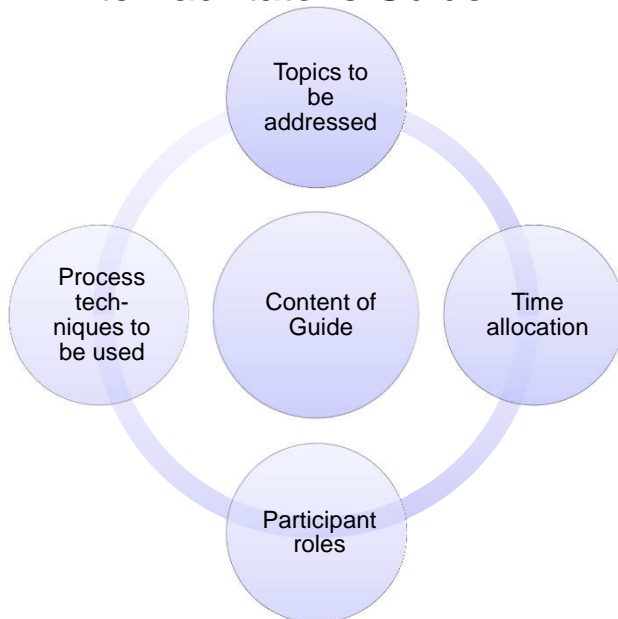 Topics to
be
addressed
Process
tech-
niques to
be used
Content of
Guide
Time
allocation
Participant
roles